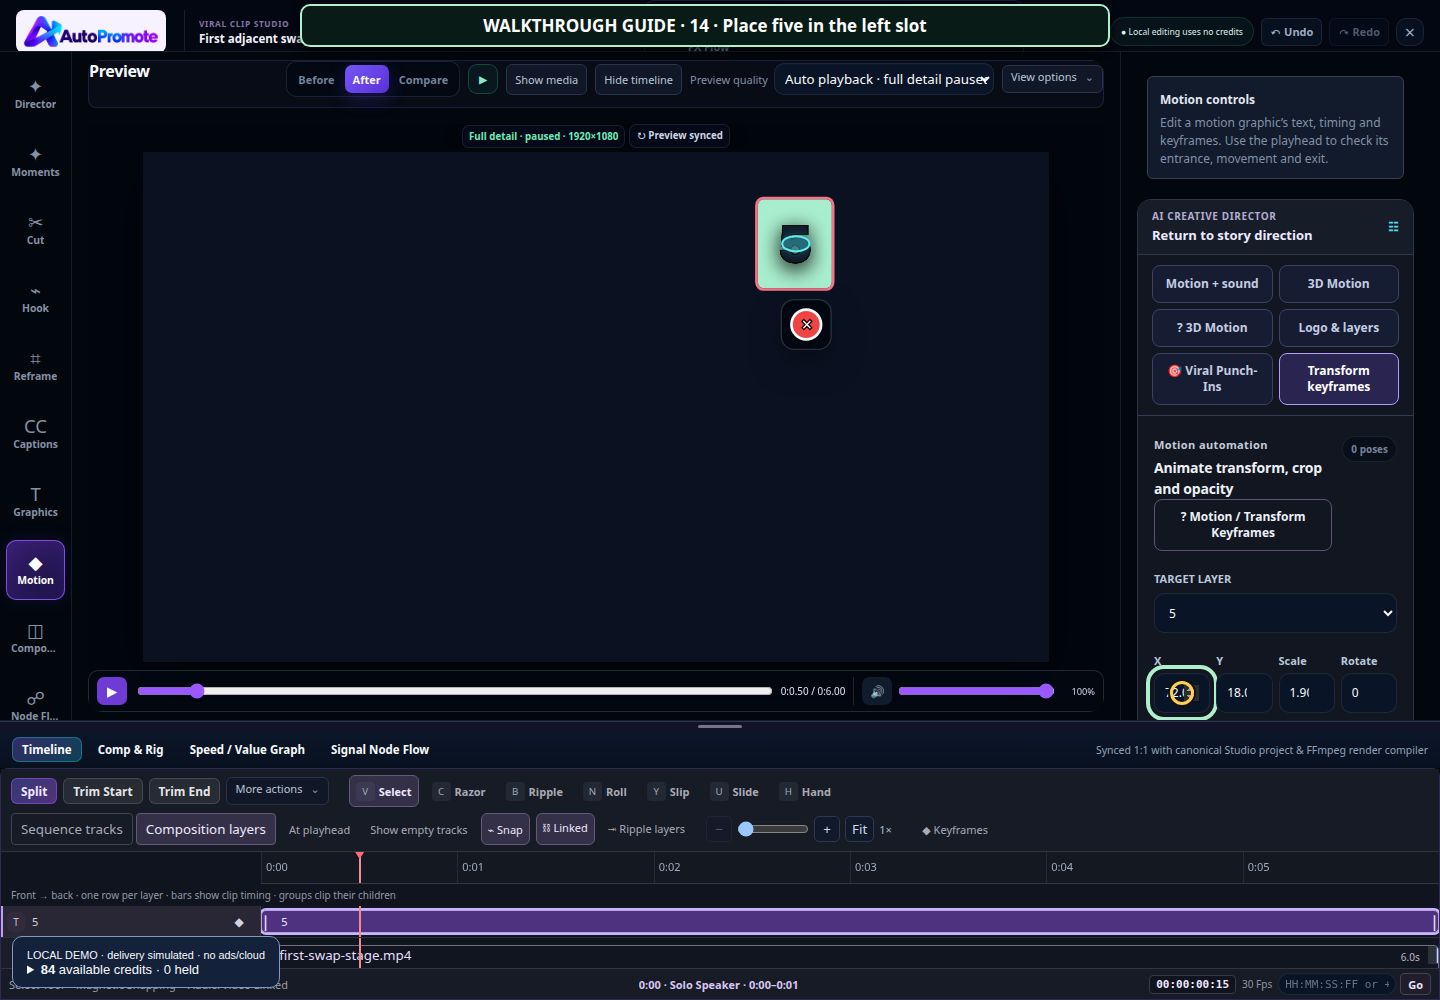 AutoPromote
VIRAL CLIP STUDIO
First adjacent swa
WALKTHROUGH GUIDE · 14 · Place five in the left slot
● Local editing uses no credits
↶ Undo
↷ Redo
✕
Director
Moments
Cut
Hook
Reframe
CC
Captions
T
Graphics
Motion
Compo...
Node Fl...
Preview
Before
After
Compare
Show media
Hide timeline
Preview quality
Auto playback · full detail pause
View options
Full detail · paused · 1920×1080
↻ Preview synced
0:0.50 / 0:6.00
100%
Motion controls
Edit a motion graphic's text, timing and
keyframes. Use the playhead to check its
entrance, movement and exit.
AI CREATIVE DIRECTOR
Return to story direction
Motion + sound
3D Motion
? 3D Motion
Logo & layers
🎯 Viral Punch-
Ins
Transform
keyframes
Motion automation
0 poses
Animate transform, crop
and opacity
? Motion / Transform
Keyframes
TARGET LAYER
5
X
Y
Scale
Rotate
18.0
1.90
0
Timeline
Comp & Rig
Speed / Value Graph
Signal Node Flow
Synced 1:1 with canonical Studio project & FFmpeg render compiler
Split
Trim Start
Trim End
More actions
V Select
C Razor
B Ripple
N Roll
Y Slip
U Slide
H Hand
Sequence tracks
Composition layers
At playhead
Show empty tracks
⌁ Snap
⛓ Linked
⇥ Ripple layers
−
+
Fit
1×
◆ Keyframes
0:00
0:01
0:02
0:03
0:04
0:05
Front → back · one row per layer · bars show clip timing · groups clip their children
T 5
5
first-swap-stage.mp4
6.0s
LOCAL DEMO · delivery simulated · no ads/cloud
▶ 84 available credits · 0 held
0:00 · Solo Speaker · 0:00–0:01
00:00:00:15
30 Fps
HH:MM:SS:FF or +
Go